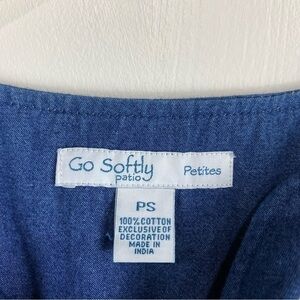 Go Softly Petites
patio
PS
100% COTTON
EXCLUSIVE OF
DECORATION
MADE IN
INDIA